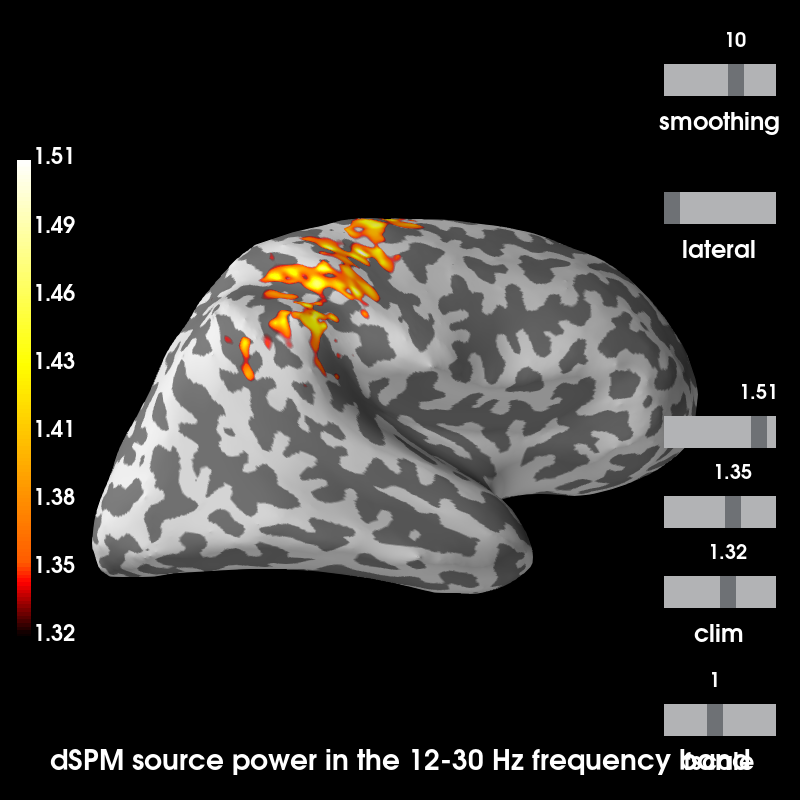 10
smoothing
lateral
1.51
1.49
1.46
1.43
1.41
1.38
1.35
1.32
1.51
1.35
1.32
clim
1
dSPM source power in the 12-30 Hz frequency band
fscale